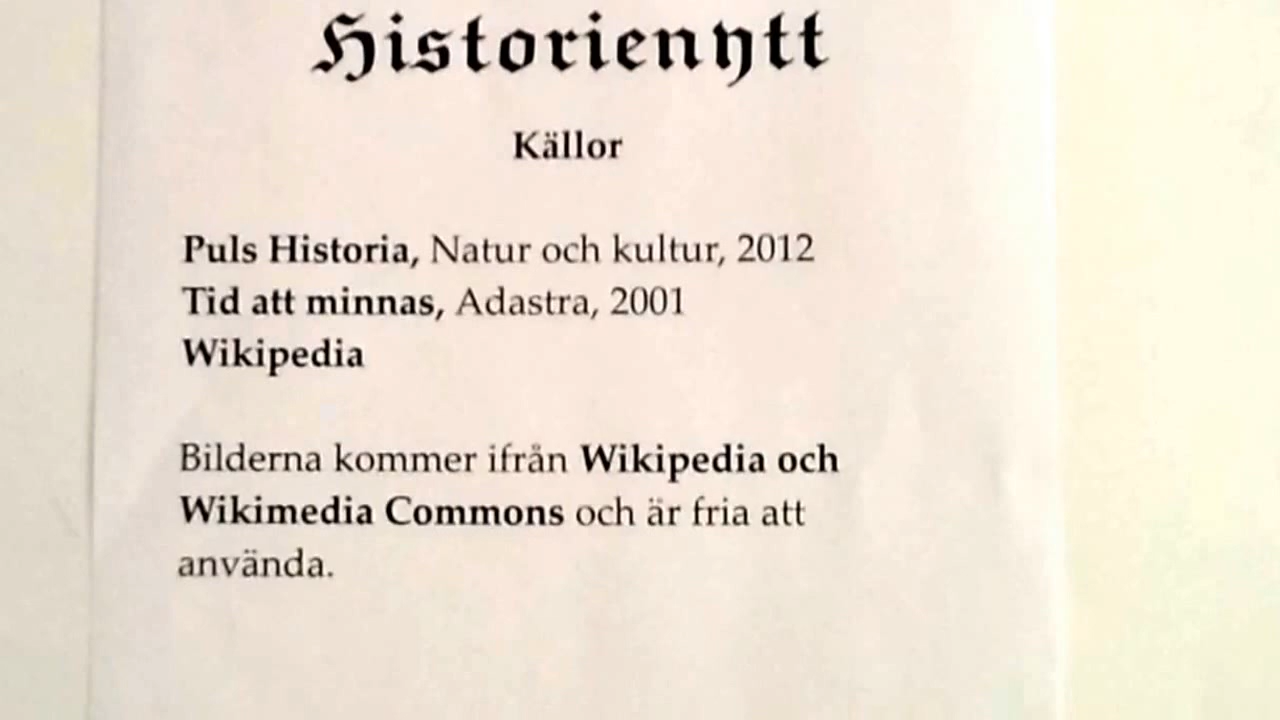 Historienytt
Källor
Puls Historia, Natur och kultur, 2012
Tid att minnas, Adastra, 2001
Wikipedia
Bilderna kommer ifrån Wikipedia och
Wikimedia Commons och är fria att
använda.